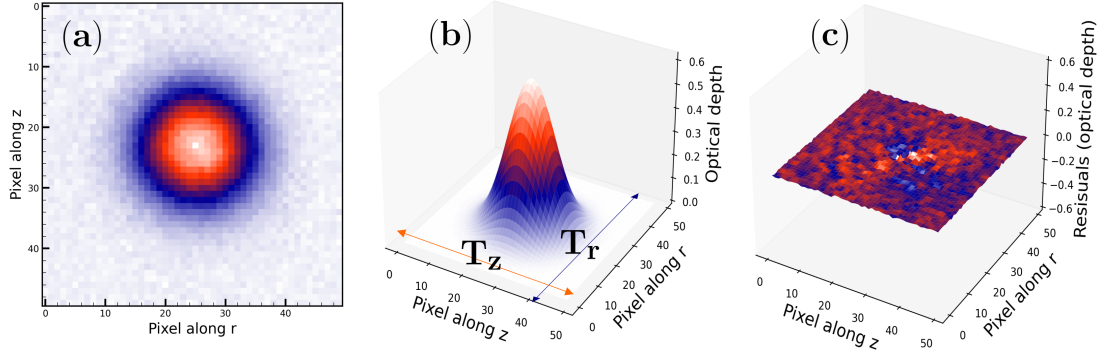 (a)
0
10
20
30
40
Pixel along z
0 10 20 30 40
Pixel along r
(b)
0.6
0.5
0.4
0.3
0.2
0.1
0.0
Optical depth
T_z
T_r
0 10 20 30 40 50
Pixel along z
0 10 20 30 40 50
Pixel along r
(c)
0.6
0.4
0.2
0.0
−0.2
−0.4
−0.6
Resisuals (optical depth)
0 10 20 30 40 50
Pixel along z
0 10 20 30 40 50
Pixel along r